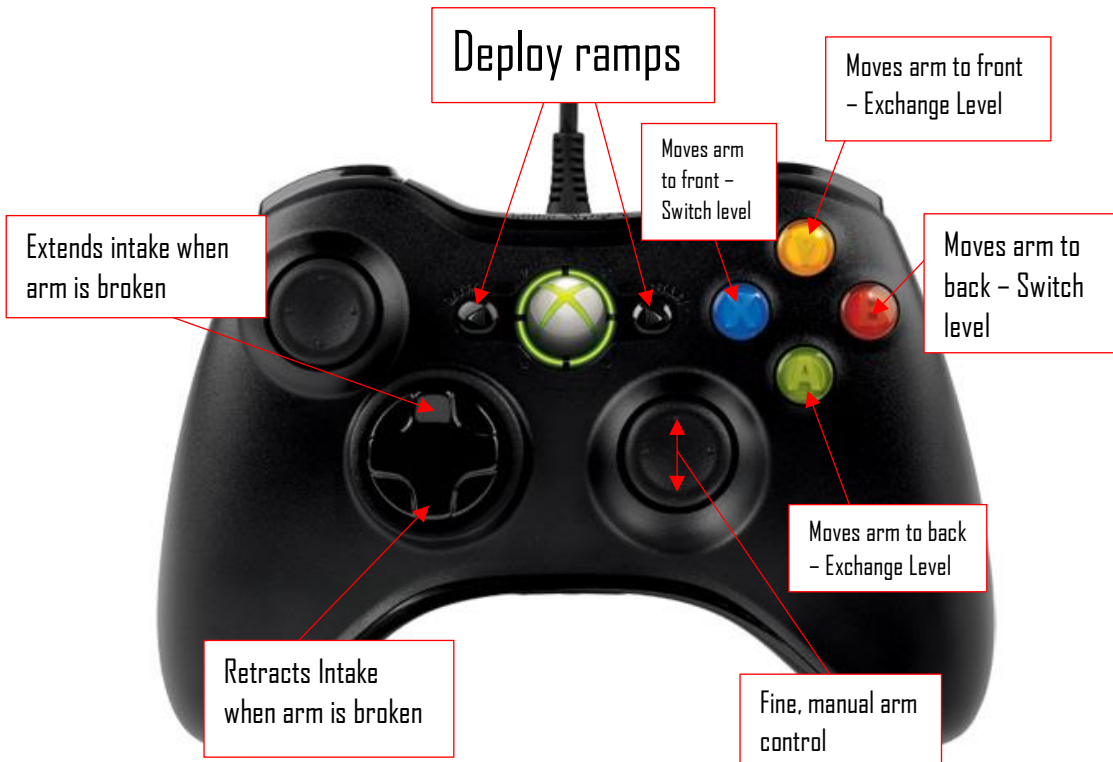 Deploy ramps
Moves arm to front
– Exchange Level
Moves arm
to front –
Switch level
Extends intake when
arm is broken
Moves arm to
back – Switch
level
Y
X
A
Moves arm to back
– Exchange Level
Retracts Intake
when arm is broken
Fine, manual arm
control